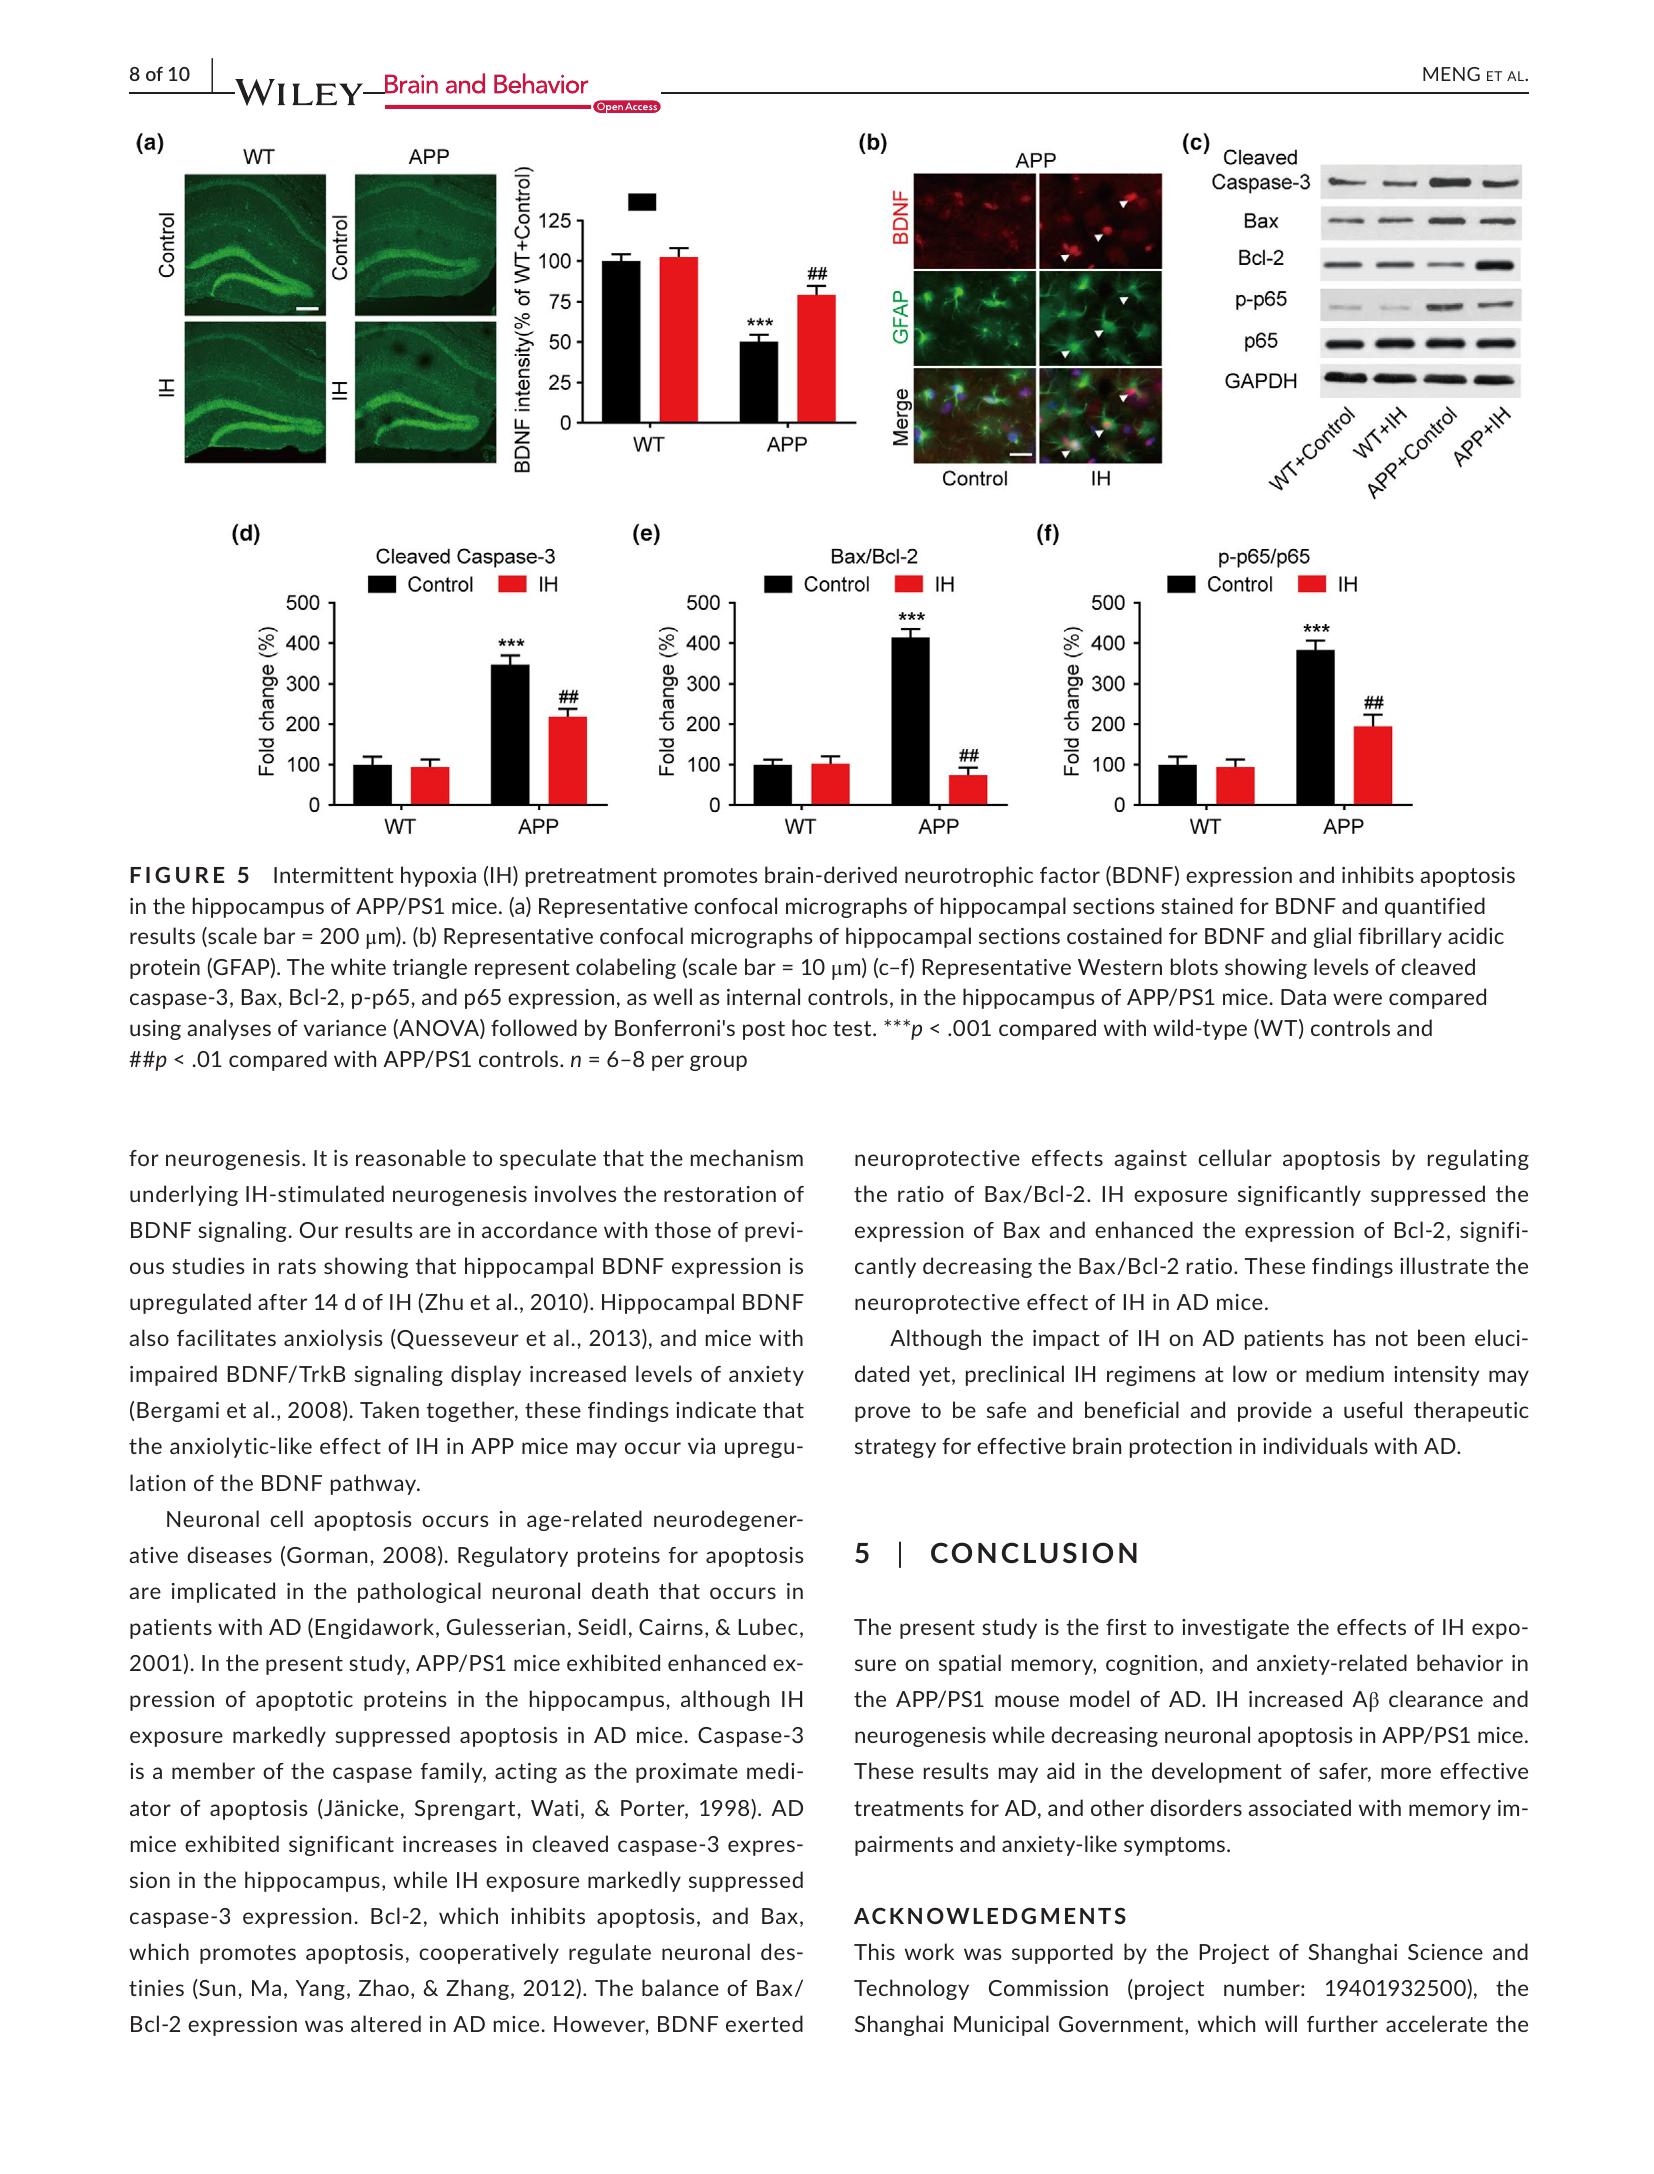 8 of 10
WILEY
Brain and Behavior
Open Access
MENG ET AL.
(a)
WT
APP
Control
Control
IH
IH
BDNF intensity(% of WT+Control)
125
100
75
50
25
0
***
##
WT
APP
(b)
APP
BDNF
GFAP
Merge
Control
IH
(c)
Cleaved
Caspase-3
Bax
Bcl-2
p-p65
p65
GAPDH
WT+Control
WT+IH
APP+Control
APP+IH
(d)
Cleaved Caspase-3
Control
IH
Fold change (%)
500
400
300
200
100
0
***
##
WT
APP
(e)
Bax/Bcl-2
Control
IH
Fold change (%)
500
400
300
200
100
0
***
##
WT
APP
(f)
p-p65/p65
Control
IH
Fold change (%)
500
400
300
200
100
0
***
##
WT
APP
FIGURE 5 Intermittent hypoxia (IH) pretreatment promotes brain-derived neurotrophic factor (BDNF) expression and inhibits apoptosis
in the hippocampus of APP/PS1 mice. (a) Representative confocal micrographs of hippocampal sections stained for BDNF and quantified
results (scale bar = 200 μm). (b) Representative confocal micrographs of hippocampal sections costained for BDNF and glial fibrillary acidic
protein (GFAP). The white triangle represent colabeling (scale bar = 10 μm) (c–f) Representative Western blots showing levels of cleaved
caspase-3, Bax, Bcl-2, p-p65, and p65 expression, as well as internal controls, in the hippocampus of APP/PS1 mice. Data were compared
using analyses of variance (ANOVA) followed by Bonferroni's post hoc test. ***p < .001 compared with wild-type (WT) controls and
##p < .01 compared with APP/PS1 controls. n = 6–8 per group
for neurogenesis. It is reasonable to speculate that the mechanism
underlying IH-stimulated neurogenesis involves the restoration of
BDNF signaling. Our results are in accordance with those of previ-
ous studies in rats showing that hippocampal BDNF expression is
upregulated after 14 d of IH (Zhu et al., 2010). Hippocampal BDNF
also facilitates anxiolysis (Quesseveur et al., 2013), and mice with
impaired BDNF/TrkB signaling display increased levels of anxiety
(Bergami et al., 2008). Taken together, these findings indicate that
the anxiolytic-like effect of IH in APP mice may occur via upregu-
lation of the BDNF pathway.
Neuronal cell apoptosis occurs in age-related neurodegener-
ative diseases (Gorman, 2008). Regulatory proteins for apoptosis
are implicated in the pathological neuronal death that occurs in
patients with AD (Engidawork, Gulesserian, Seidl, Cairns, & Lubec,
2001). In the present study, APP/PS1 mice exhibited enhanced ex-
pression of apoptotic proteins in the hippocampus, although IH
exposure markedly suppressed apoptosis in AD mice. Caspase-3
is a member of the caspase family, acting as the proximate medi-
ator of apoptosis (Jänicke, Sprengart, Wati, & Porter, 1998). AD
mice exhibited significant increases in cleaved caspase-3 expres-
sion in the hippocampus, while IH exposure markedly suppressed
caspase-3 expression. Bcl-2, which inhibits apoptosis, and Bax,
which promotes apoptosis, cooperatively regulate neuronal des-
tinies (Sun, Ma, Yang, Zhao, & Zhang, 2012). The balance of Bax/
Bcl-2 expression was altered in AD mice. However, BDNF exerted
neuroprotective effects against cellular apoptosis by regulating
the ratio of Bax/Bcl-2. IH exposure significantly suppressed the
expression of Bax and enhanced the expression of Bcl-2, signifi-
cantly decreasing the Bax/Bcl-2 ratio. These findings illustrate the
neuroprotective effect of IH in AD mice.
Although the impact of IH on AD patients has not been eluci-
dated yet, preclinical IH regimens at low or medium intensity may
prove to be safe and beneficial and provide a useful therapeutic
strategy for effective brain protection in individuals with AD.
5 | CONCLUSION
The present study is the first to investigate the effects of IH expo-
sure on spatial memory, cognition, and anxiety-related behavior in
the APP/PS1 mouse model of AD. IH increased Aβ clearance and
neurogenesis while decreasing neuronal apoptosis in APP/PS1 mice.
These results may aid in the development of safer, more effective
treatments for AD, and other disorders associated with memory im-
pairments and anxiety-like symptoms.
ACKNOWLEDGMENTS
This work was supported by the Project of Shanghai Science and
Technology Commission (project number: 19401932500), the
Shanghai Municipal Government, which will further accelerate the